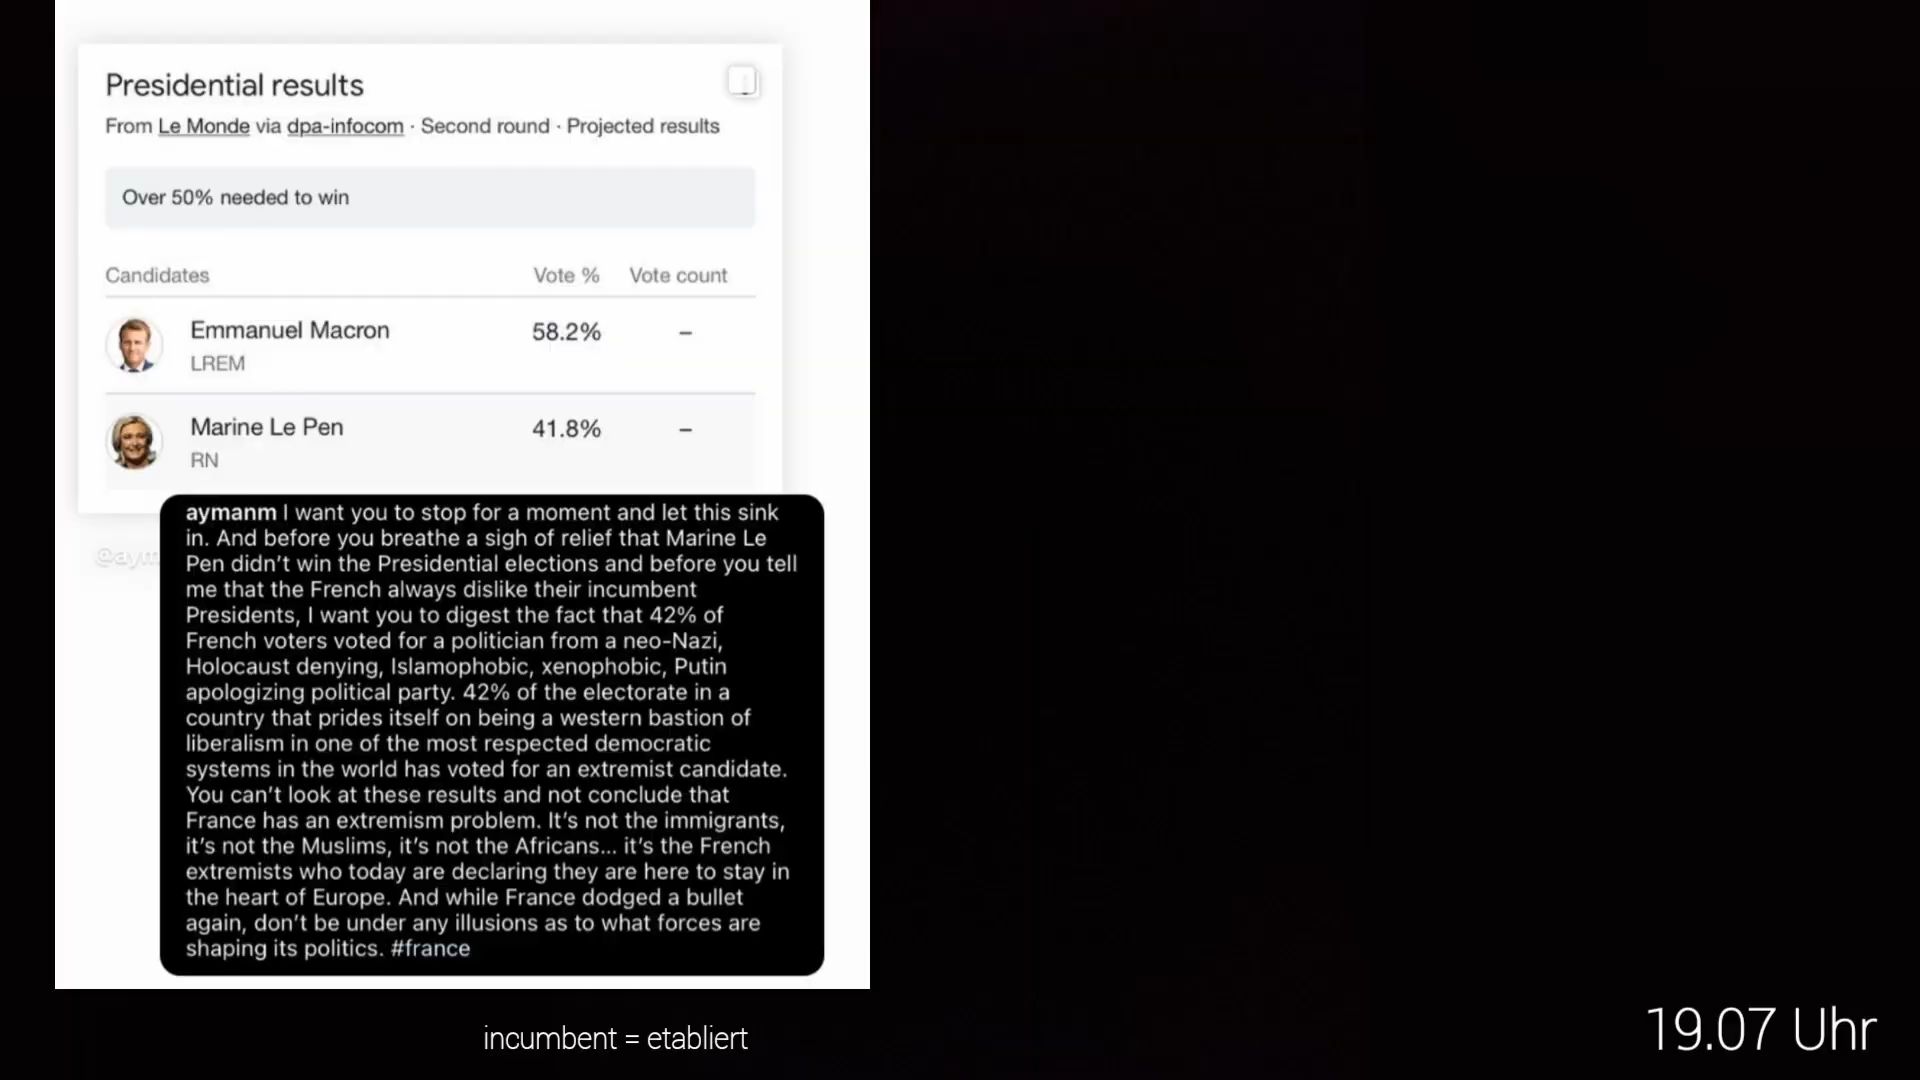 Presidential results
From Le Monde via dpa-infocom · Second round · Projected results
Over 50% needed to win
Candidates Vote % Vote count
Emmanuel Macron 58.2% –
LREM
Marine Le Pen 41.8% –
RN
@aym
aymanm I want you to stop for a moment and let this sink
in. And before you breathe a sigh of relief that Marine Le
Pen didn't win the Presidential elections and before you tell
me that the French always dislike their incumbent
Presidents, I want you to digest the fact that 42% of
French voters voted for a politician from a neo-Nazi,
Holocaust denying, Islamophobic, xenophobic, Putin
apologizing political party. 42% of the electorate in a
country that prides itself on being a western bastion of
liberalism in one of the most respected democratic
systems in the world has voted for an extremist candidate.
You can't look at these results and not conclude that
France has an extremism problem. It's not the immigrants,
it's not the Muslims, it's not the Africans... it's the French
extremists who today are declaring they are here to stay in
the heart of Europe. And while France dodged a bullet
again, don't be under any illusions as to what forces are
shaping its politics. #france
incumbent = etabliert
19.07 Uhr